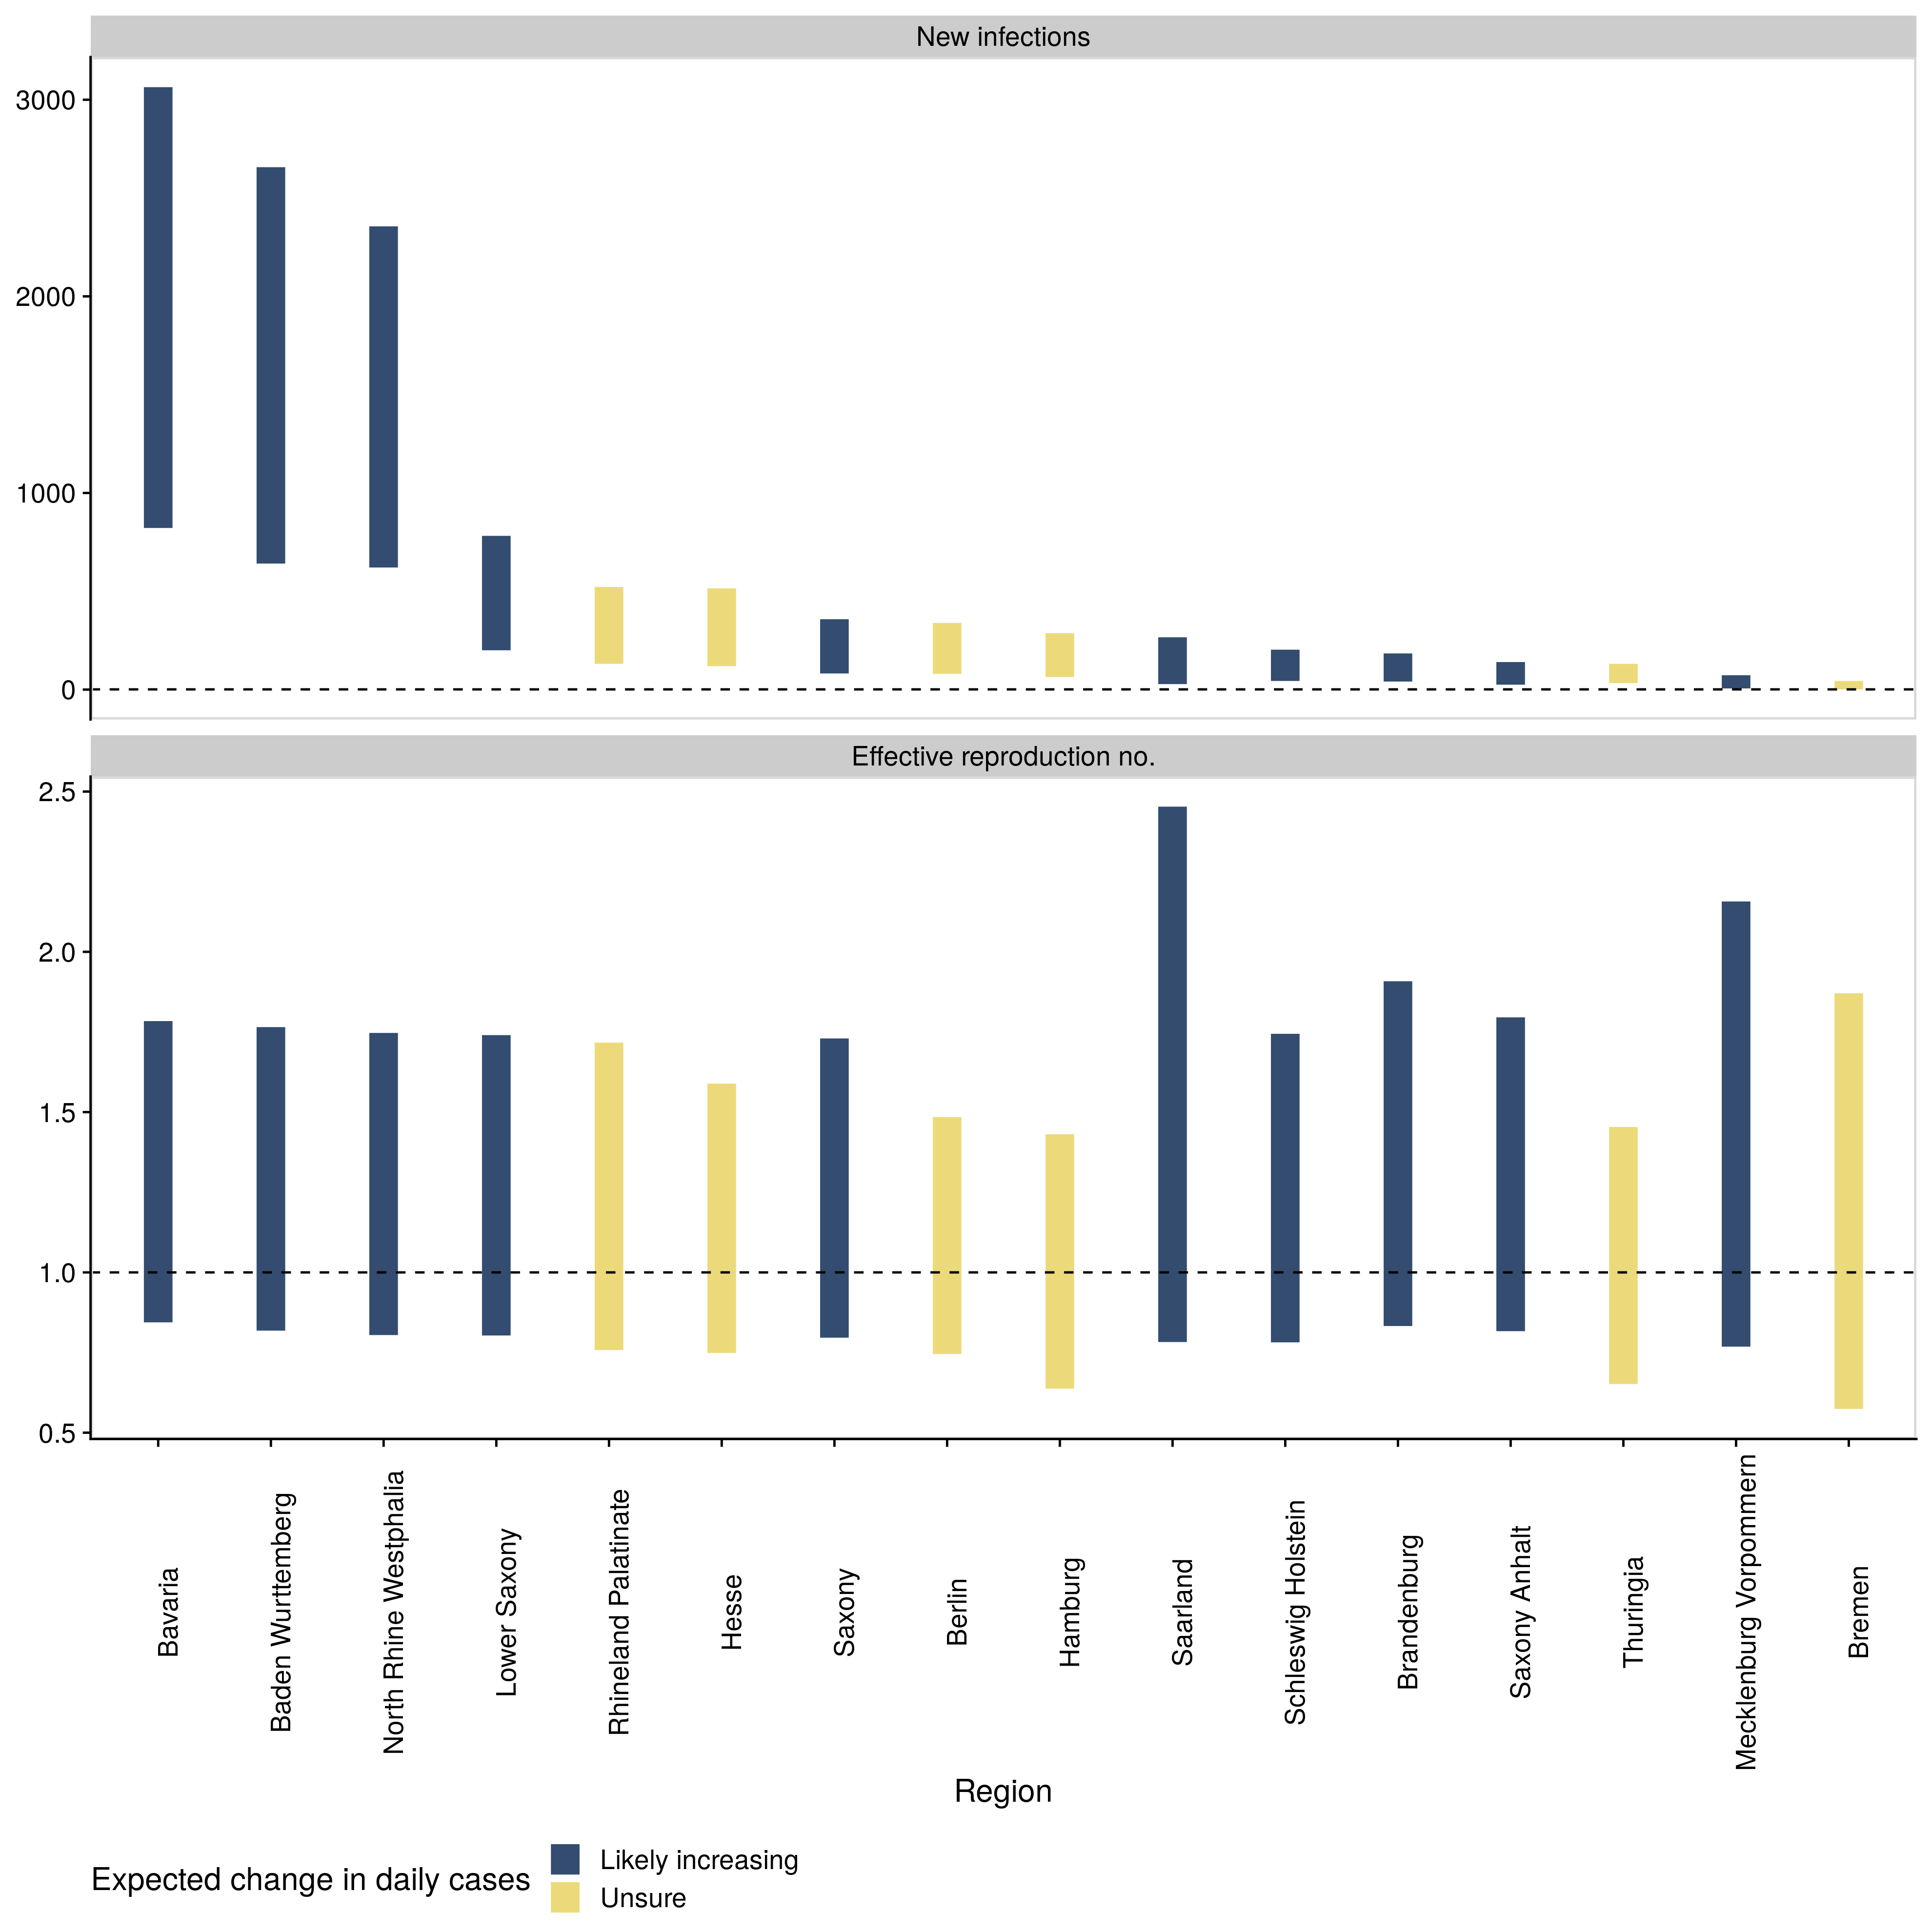 New infections
3000
2000
1000
0
Effective reproduction no.
2.5
2.0
1.5
1.0
0.5
Bavaria
Baden Wurttemberg
North Rhine Westphalia
Lower Saxony
Rhineland Palatinate
Hesse
Saxony
Berlin
Hamburg
Saarland
Schleswig Holstein
Brandenburg
Saxony Anhalt
Thuringia
Mecklenburg Vorpommern
Bremen
Region
Expected change in daily cases
Likely increasing
Unsure